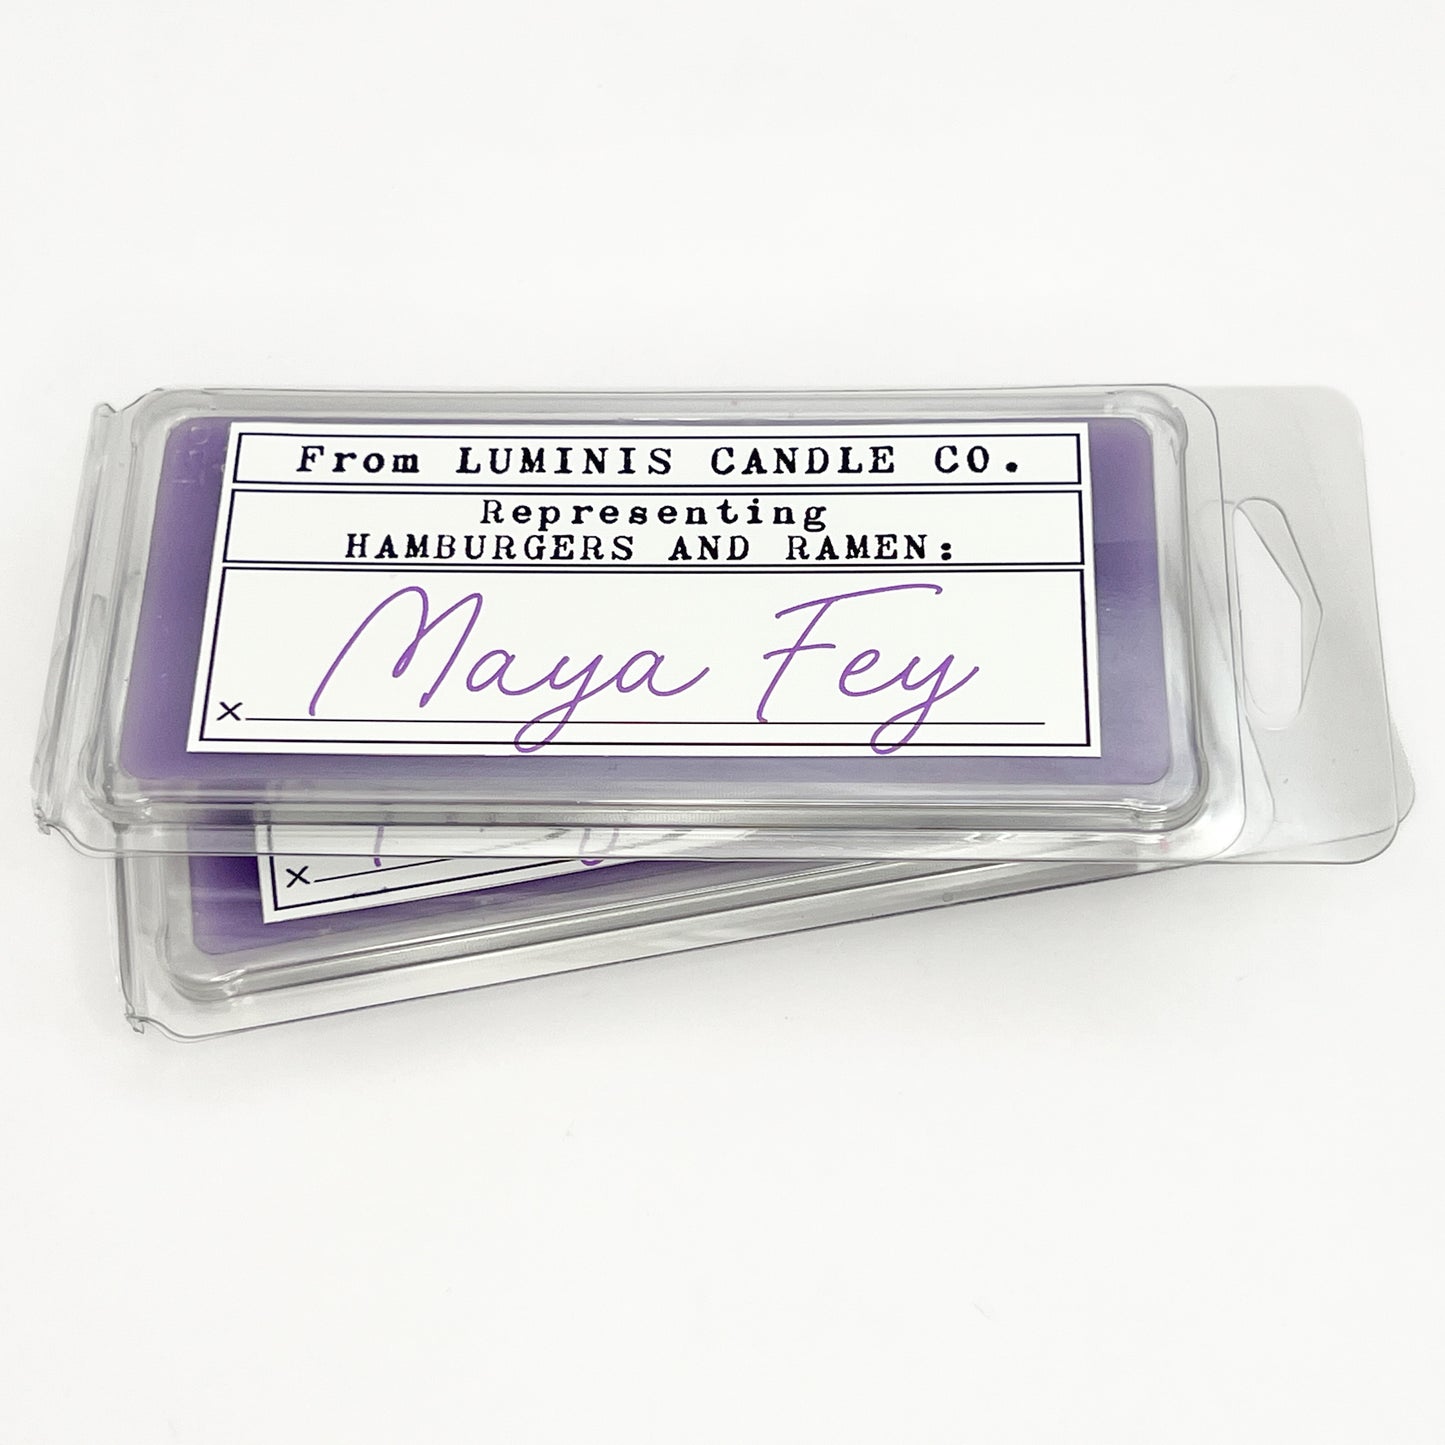 From LUMINIS CANDLE CO.
Representing
HAMBURGERS AND RAMEN:
Maya Fey
x
x